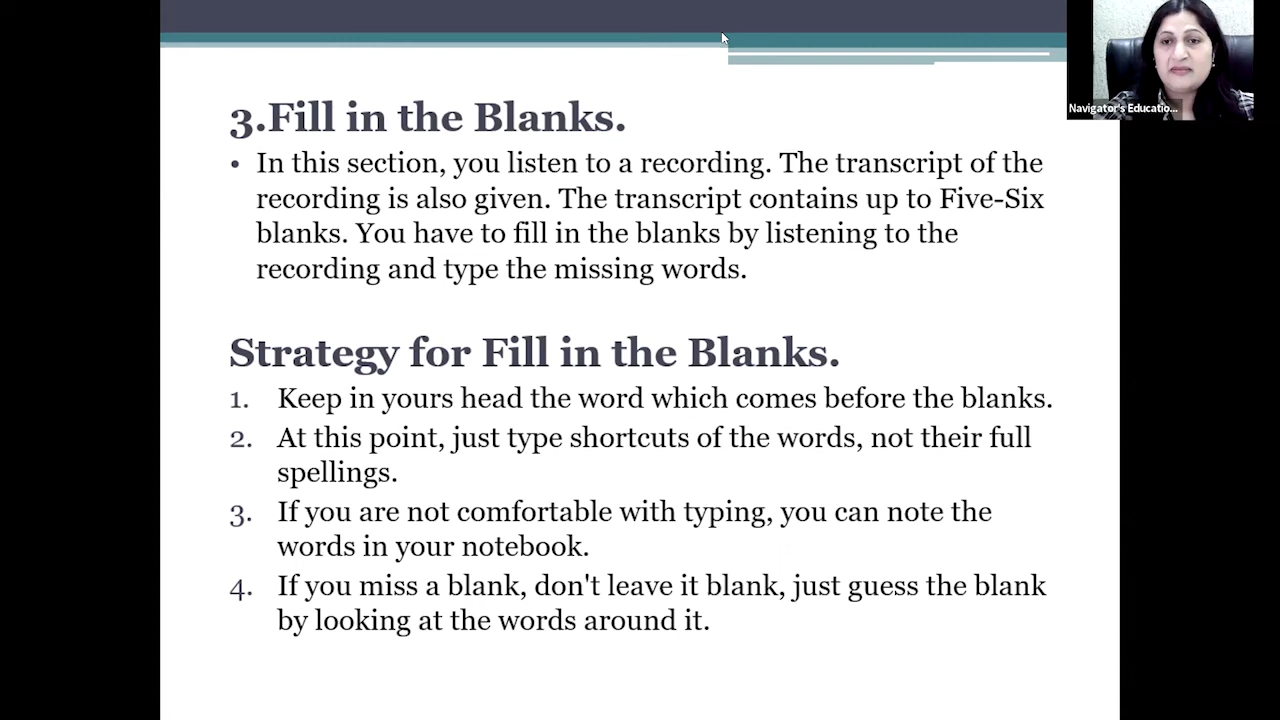 Navigator's Educatio...
3.Fill in the Blanks.
• In this section, you listen to a recording. The transcript of the
recording is also given. The transcript contains up to Five-Six
blanks. You have to fill in the blanks by listening to the
recording and type the missing words.
Strategy for Fill in the Blanks.
1. Keep in yours head the word which comes before the blanks.
2. At this point, just type shortcuts of the words, not their full
spellings.
3. If you are not comfortable with typing, you can note the
words in your notebook.
4. If you miss a blank, don't leave it blank, just guess the blank
by looking at the words around it.